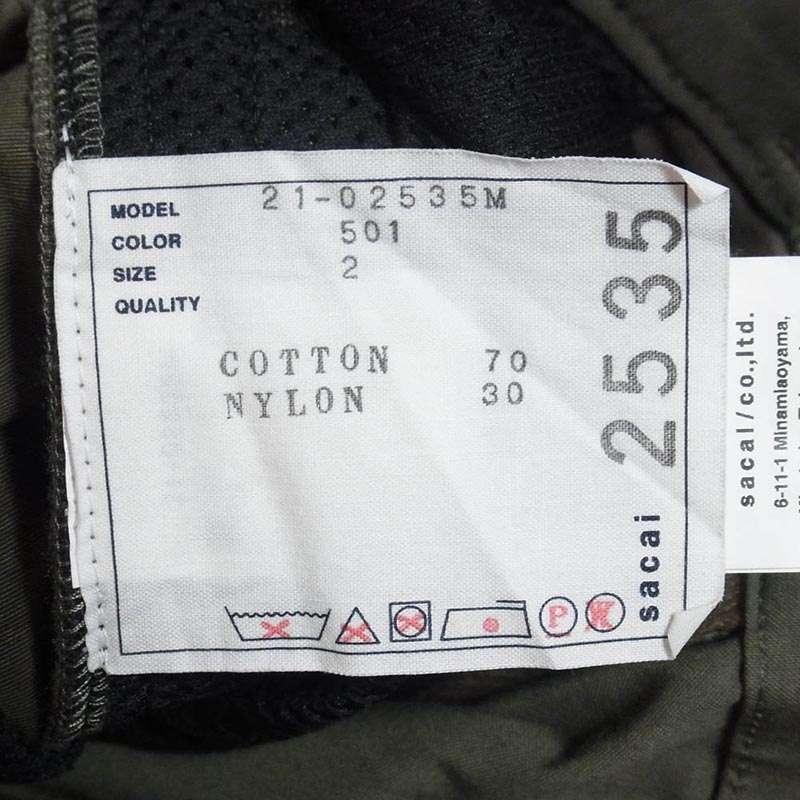 MODEL 21-02535M
COLOR 501
SIZE 2
QUALITY
COTTON 70
NYLON 30
2535
sacai
P
sacai/co.,ltd.
6-11-1 Minamiaoyama,